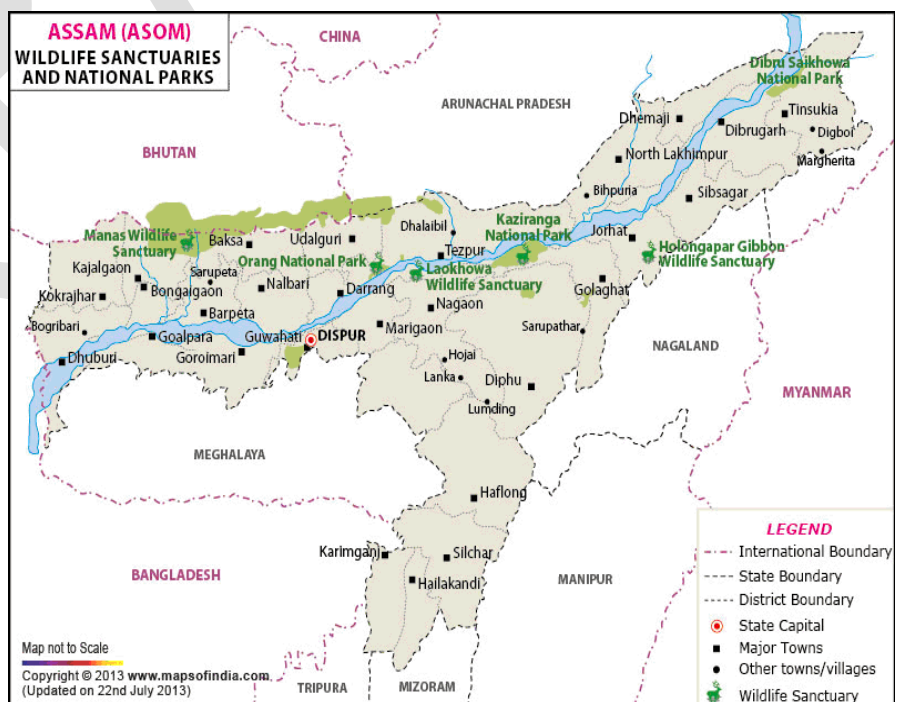 ASSAM (ASOM)
WILDLIFE SANCTUARIES
AND NATIONAL PARKS
CHINA
Dibru Saikhowa
National Park
ARUNACHAL PRADESH
Dhemaji
Tinsukia
Dibrugarh
Digboi
BHUTAN
North Lakhimpur
Margherita
Bihpuria
Sibsagar
Manas Wildlife
Sanctuary
Baksa
Udalguri
Dhalaibil
Kaziranga
National Park
Jorhat
Tezpur
Holongapar Gibbon
Wildlife Sanctuary
Orang National Park
Kajalgaon
Sarupeta
Laokhowa
Wildlife Sanctuary
Kokrajhar
Bongaigaon
Nalbari
Darrang
Golaghat
Barpeta
Nagaon
Bogribari
Goalpara
Guwahati
DISPUR
Marigaon
Sarupathar
NAGALAND
Dhuburi
Goroimari
Hojai
Lanka
Diphu
MYANMAR
Lumding
MEGHALAYA
Haflong
Karimganj
Silchar
BANGLADESH
Hailakandi
MANIPUR
TRIPURA
MIZORAM
LEGEND
International Boundary
State Boundary
District Boundary
State Capital
Major Towns
Other towns/villages
Wildlife Sanctuary
Map not to Scale
Copyright © 2013 www.mapsofindia.com
(Updated on 22nd July 2013)